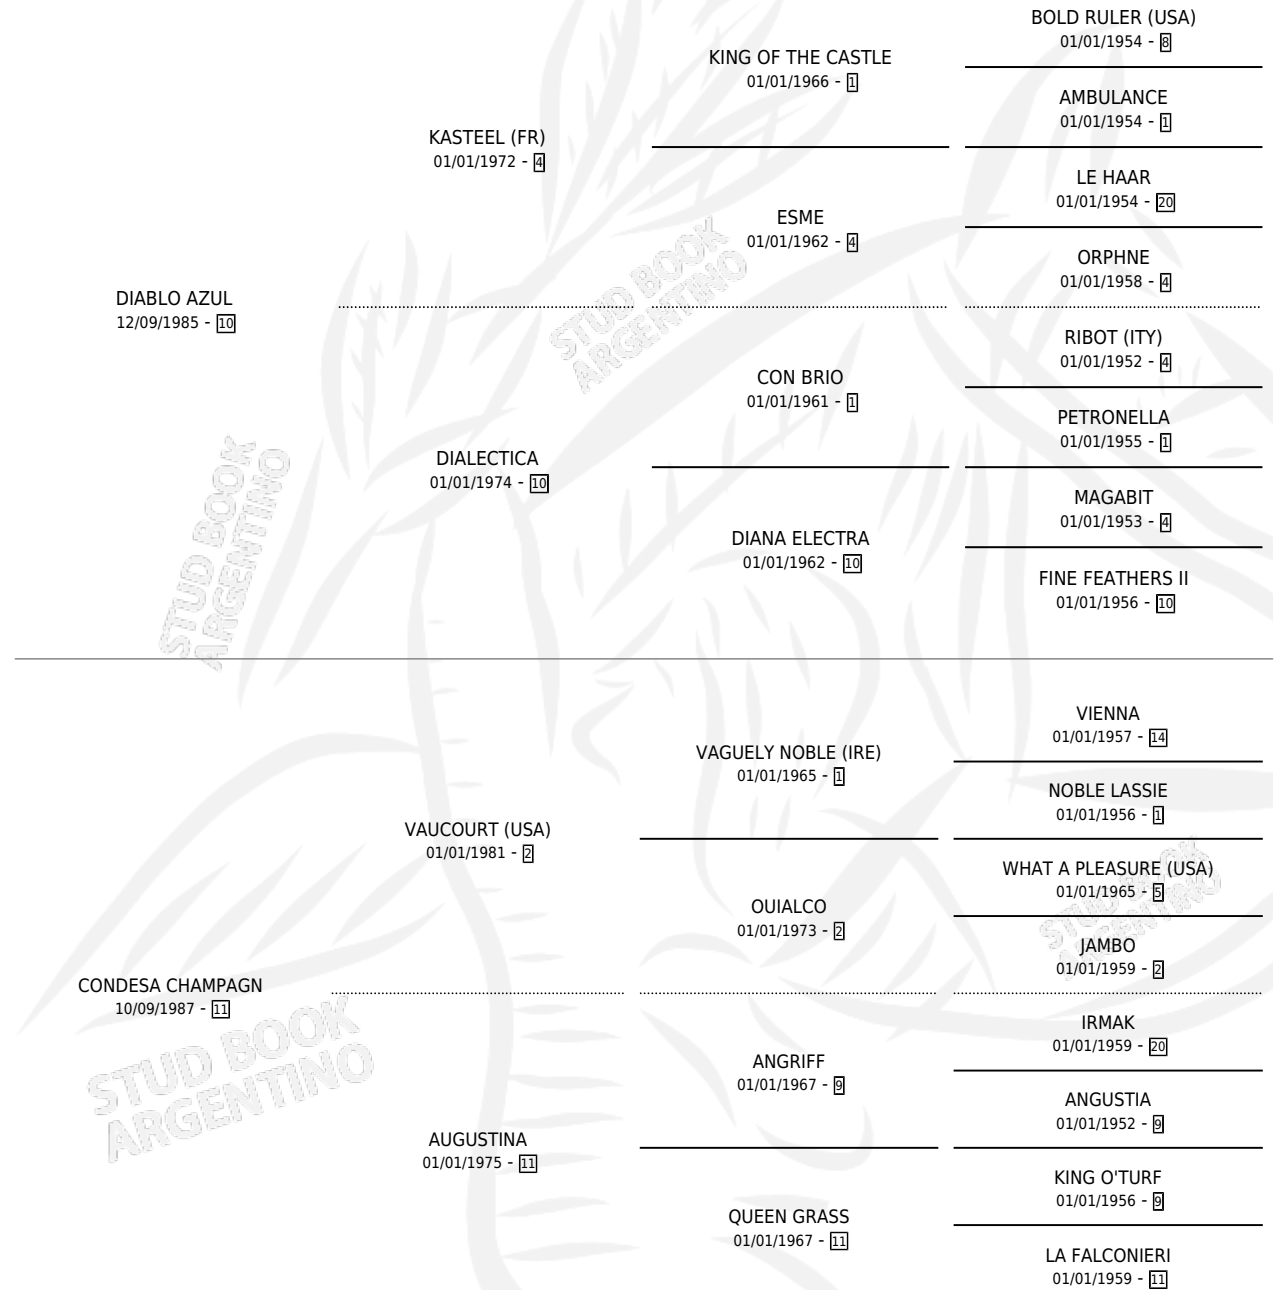 BOLD RULER (USA)
01/01/1954 - 8
KING OF THE CASTLE
01/01/1966 - 1
AMBULANCE
01/01/1954 - 1
KASTEEL (FR)
01/01/1972 - 4
LE HAAR
01/01/1954 - 20
ESME
01/01/1962 - 4
ORPHNE
01/01/1958 - 4
DIABLO AZUL
12/09/1985 - 10
STUD BOOK
ARGENTINO
RIBOT (ITY)
01/01/1952 - 4
CON BRIO
01/01/1961 - 1
PETRONELLA
01/01/1955 - 1
DIALECTICA
01/01/1974 - 10
MAGABIT
01/01/1953 - 4
DIANA ELECTRA
01/01/1962 - 10
FINE FEATHERS II
01/01/1956 - 10
STUD BOOK
ARGENTINO
VIENNA
01/01/1957 - 14
VAGUELY NOBLE (IRE)
01/01/1965 - 1
NOBLE LASSIE
01/01/1956 - 1
VAUCOURT (USA)
01/01/1981 - 2
WHAT A PLEASURE (USA)
01/01/1965 - 5
OUIALCO
01/01/1973 - 2
JAMBO
01/01/1959 - 2
STUD BOOK
ARGENTINO
CONDESA CHAMPAGN
10/09/1987 - 11
IRMAK
01/01/1959 - 20
ANGRIFF
01/01/1967 - 9
ANGUSTIA
01/01/1952 - 9
AUGUSTINA
01/01/1975 - 11
KING O'TURF
01/01/1956 - 9
QUEEN GRASS
01/01/1967 - 11
LA FALCONIERI
01/01/1959 - 11
STUD BOOK
ARGENTINO